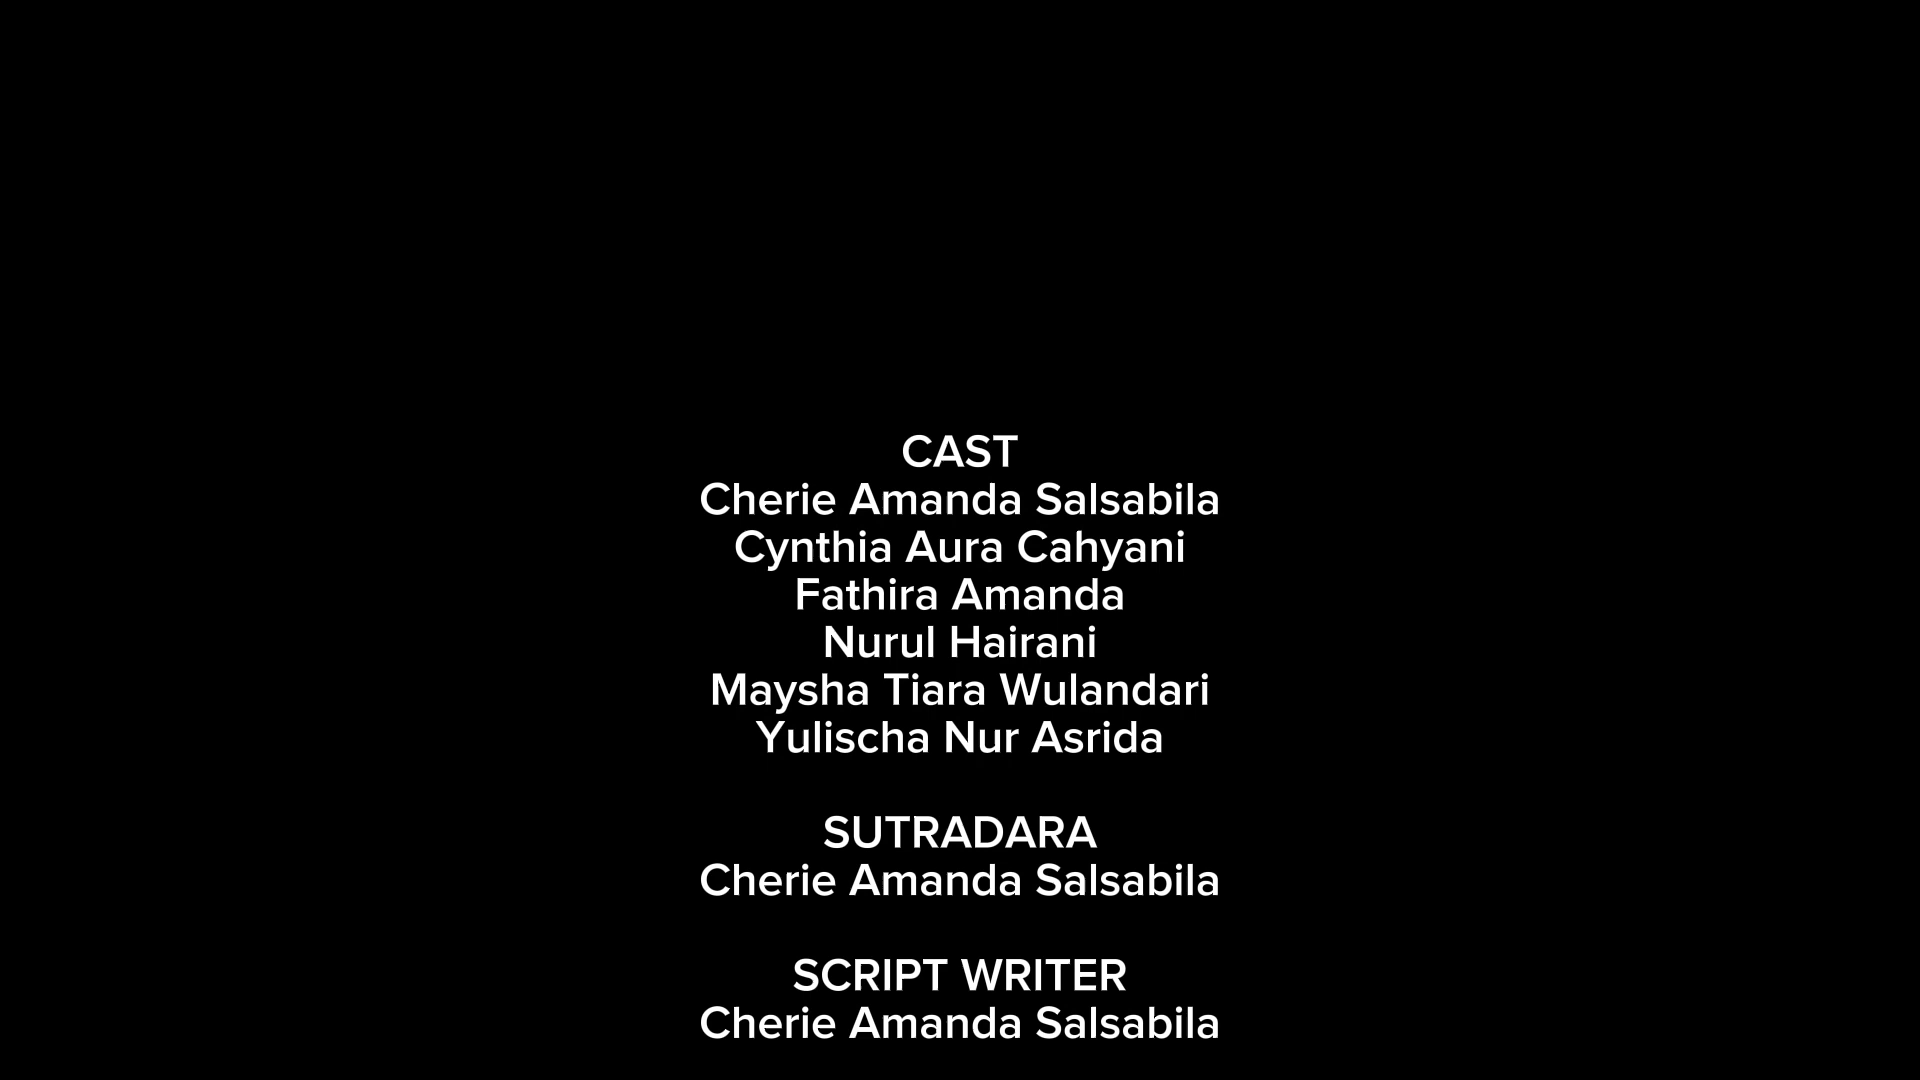 CAST
Cherie Amanda Salsabila
Cynthia Aura Cahyani
Fathira Amanda
Nurul Hairani
Maysha Tiara Wulandari
Yulischa Nur Asrida
SUTRADARA
Cherie Amanda Salsabila
SCRIPT WRITER
Cherie Amanda Salsabila